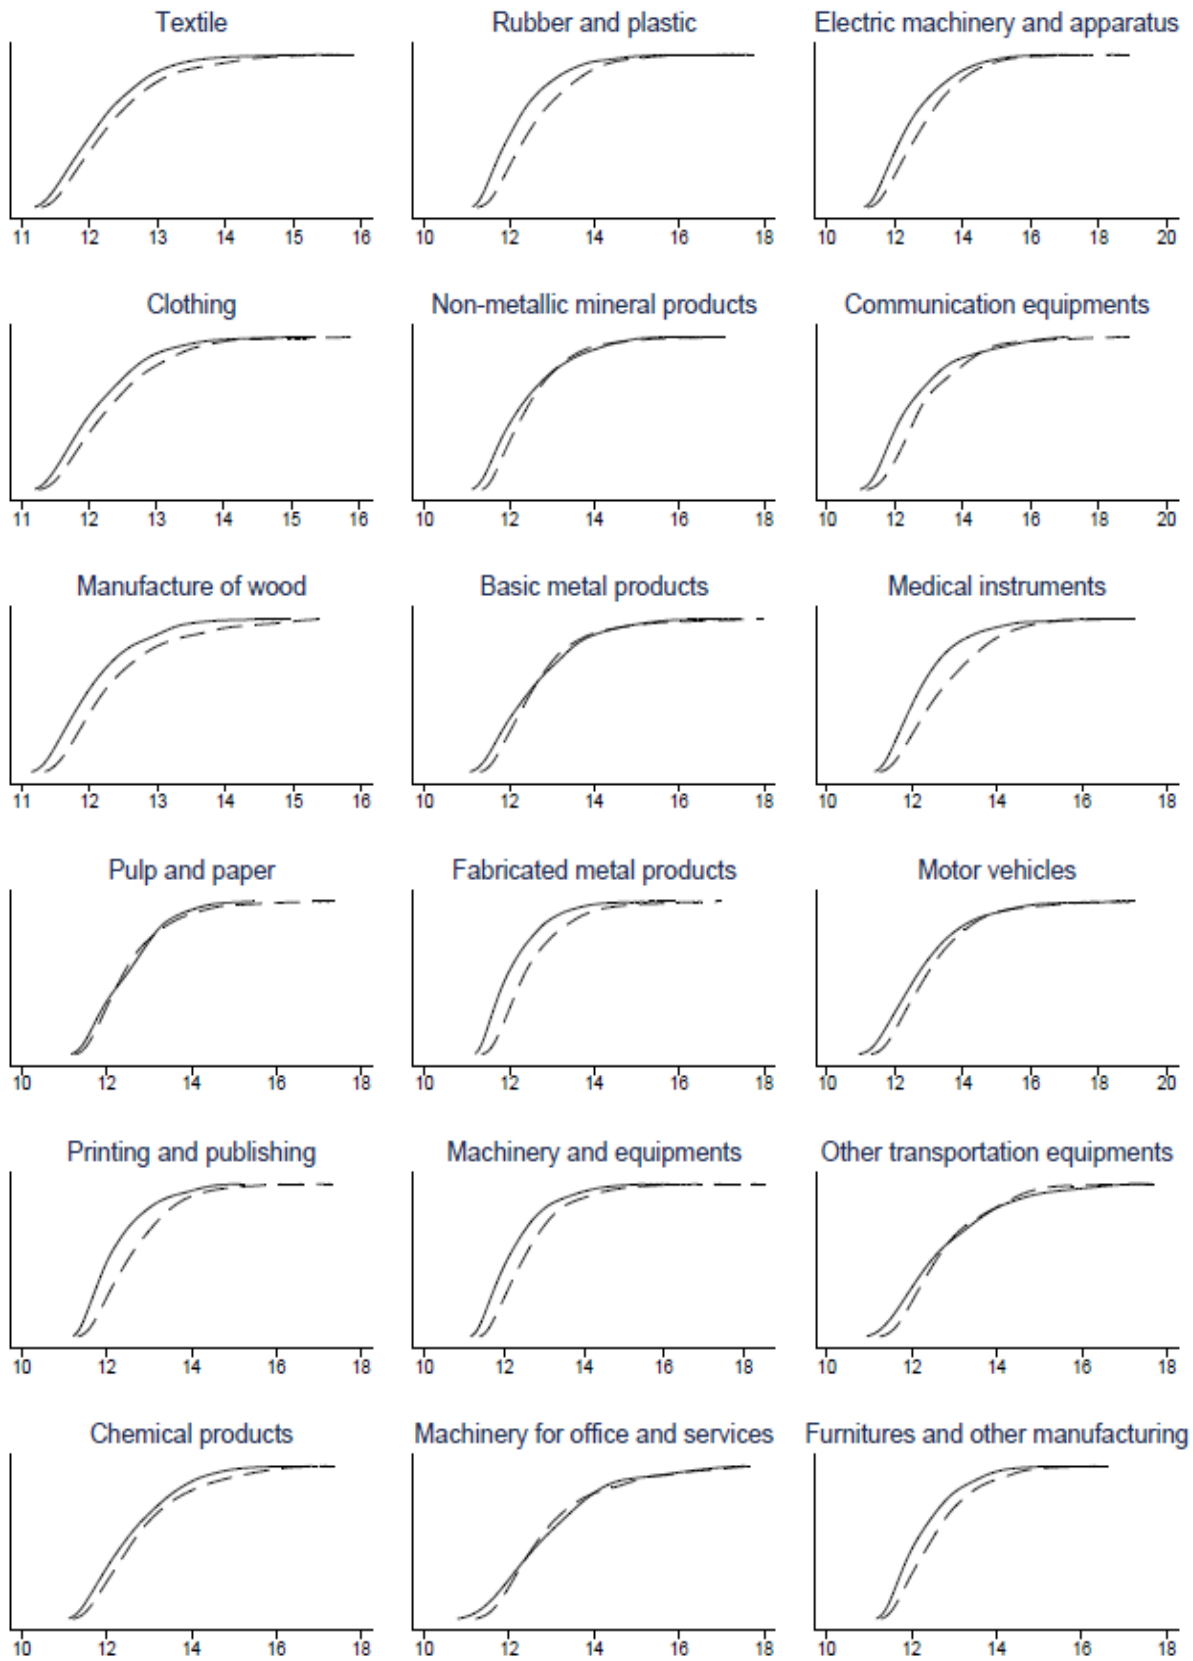 Textile Rubber and plastic Electric machinery and apparatus
11 12 13 14 15 16 10 12 14 16 18 10 12 14 16 18 20
Clothing Non-metallic mineral products Communication equipments
11 12 13 14 15 16 10 12 14 16 18 10 12 14 16 18 20
Manufacture of wood Basic metal products Medical instruments
11 12 13 14 15 16 10 12 14 16 18 10 12 14 16 18
Pulp and paper Fabricated metal products Motor vehicles
10 12 14 16 18 10 12 14 16 18 10 12 14 16 18 20
Printing and publishing Machinery and equipments Other transportation equipments
10 12 14 16 18 10 12 14 16 18 10 12 14 16 18
Chemical products Machinery for office and services Furnitures and other manufacturing
10 12 14 16 18 10 12 14 16 18 10 12 14 16 18